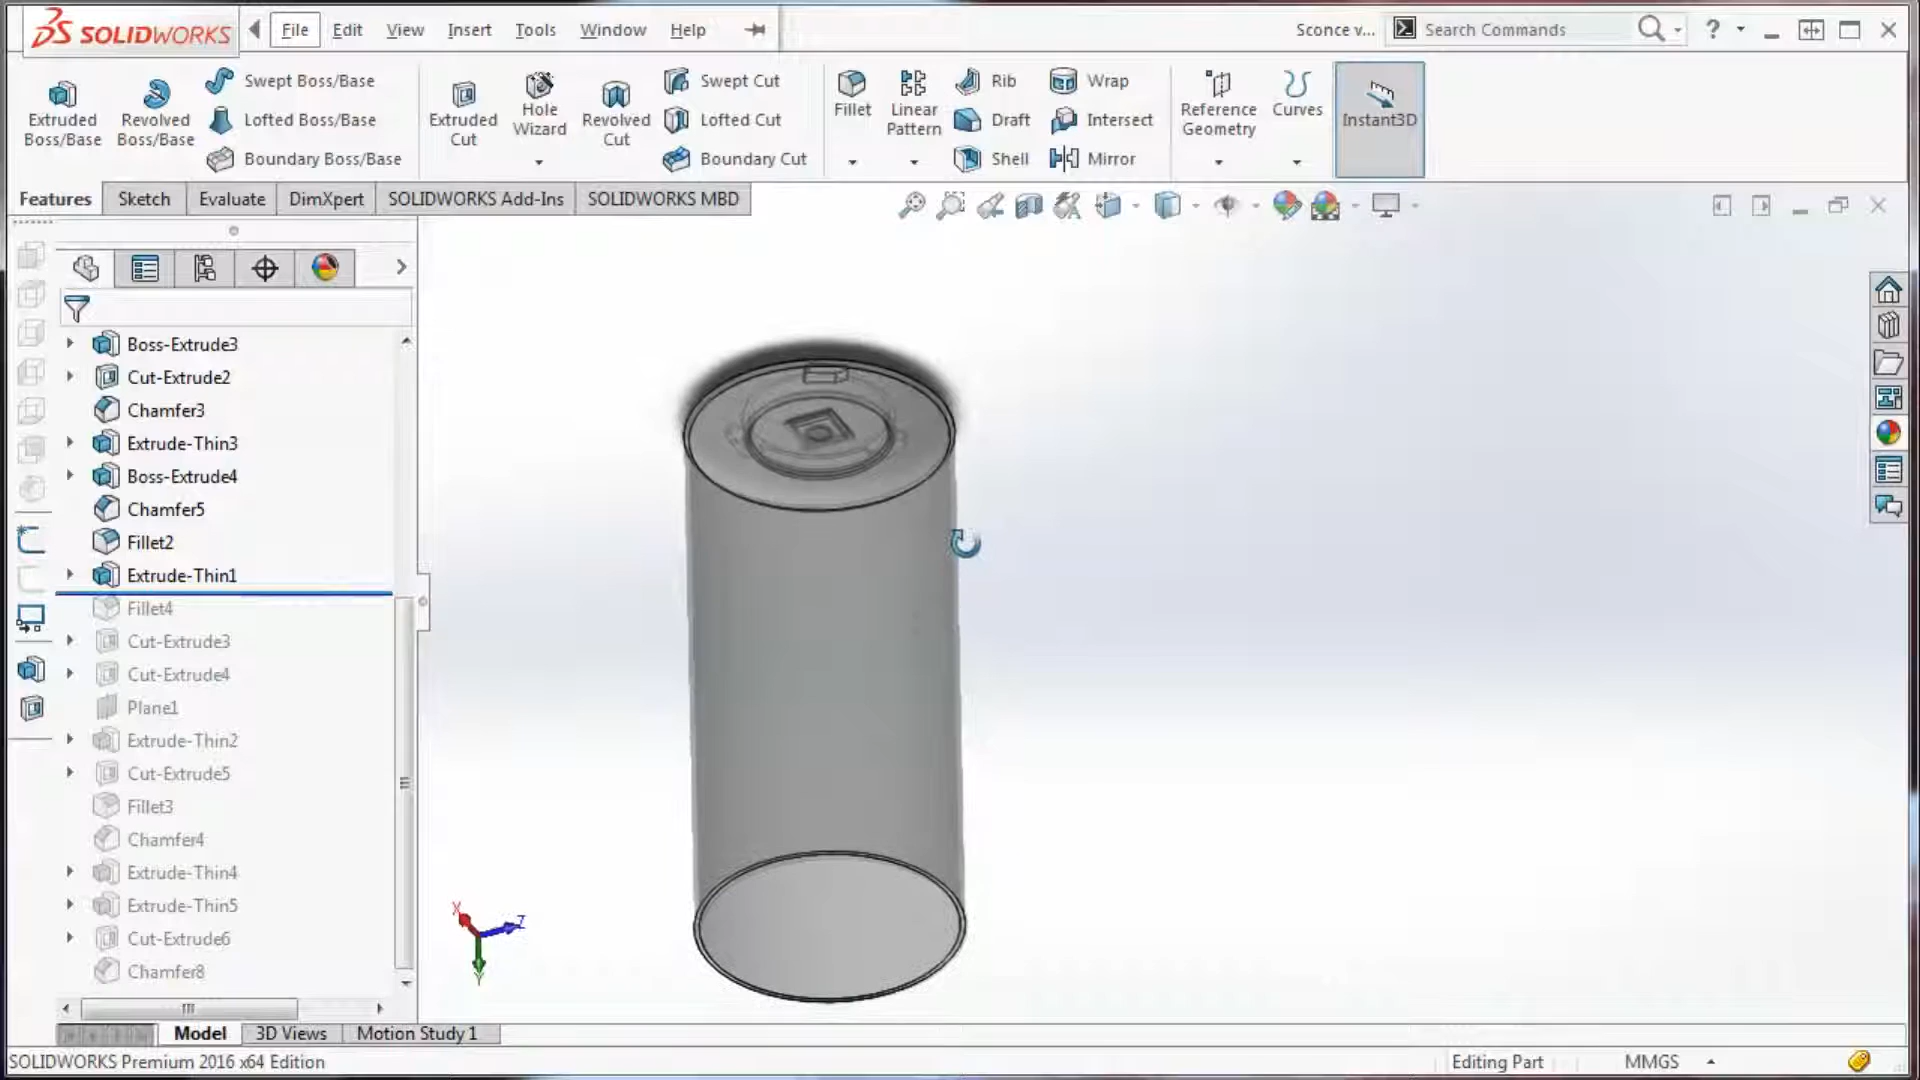 SOLIDWORKS
File Edit View Insert Tools Window Help
Sconce v...
Search Commands
?
Extruded Boss/Base
Revolved Boss/Base
Swept Boss/Base
Lofted Boss/Base
Boundary Boss/Base
Extruded Cut
Hole Wizard
Revolved Cut
Swept Cut
Lofted Cut
Boundary Cut
Fillet
Linear Pattern
Rib
Draft
Shell
Wrap
Intersect
Mirror
Reference Geometry
Curves
Instant3D
Features Sketch Evaluate DimXpert SOLIDWORKS Add-Ins SOLIDWORKS MBD
Boss-Extrude3
Cut-Extrude2
Chamfer3
Extrude-Thin3
Boss-Extrude4
Chamfer5
Fillet2
Extrude-Thin1
Fillet4
Cut-Extrude3
Cut-Extrude4
Plane1
Extrude-Thin2
Cut-Extrude5
Fillet3
Chamfer4
Extrude-Thin4
Extrude-Thin5
Cut-Extrude6
Chamfer8
X
Z
Y
Model 3D Views Motion Study 1
SOLIDWORKS Premium 2016 x64 Edition
Editing Part
MMGS